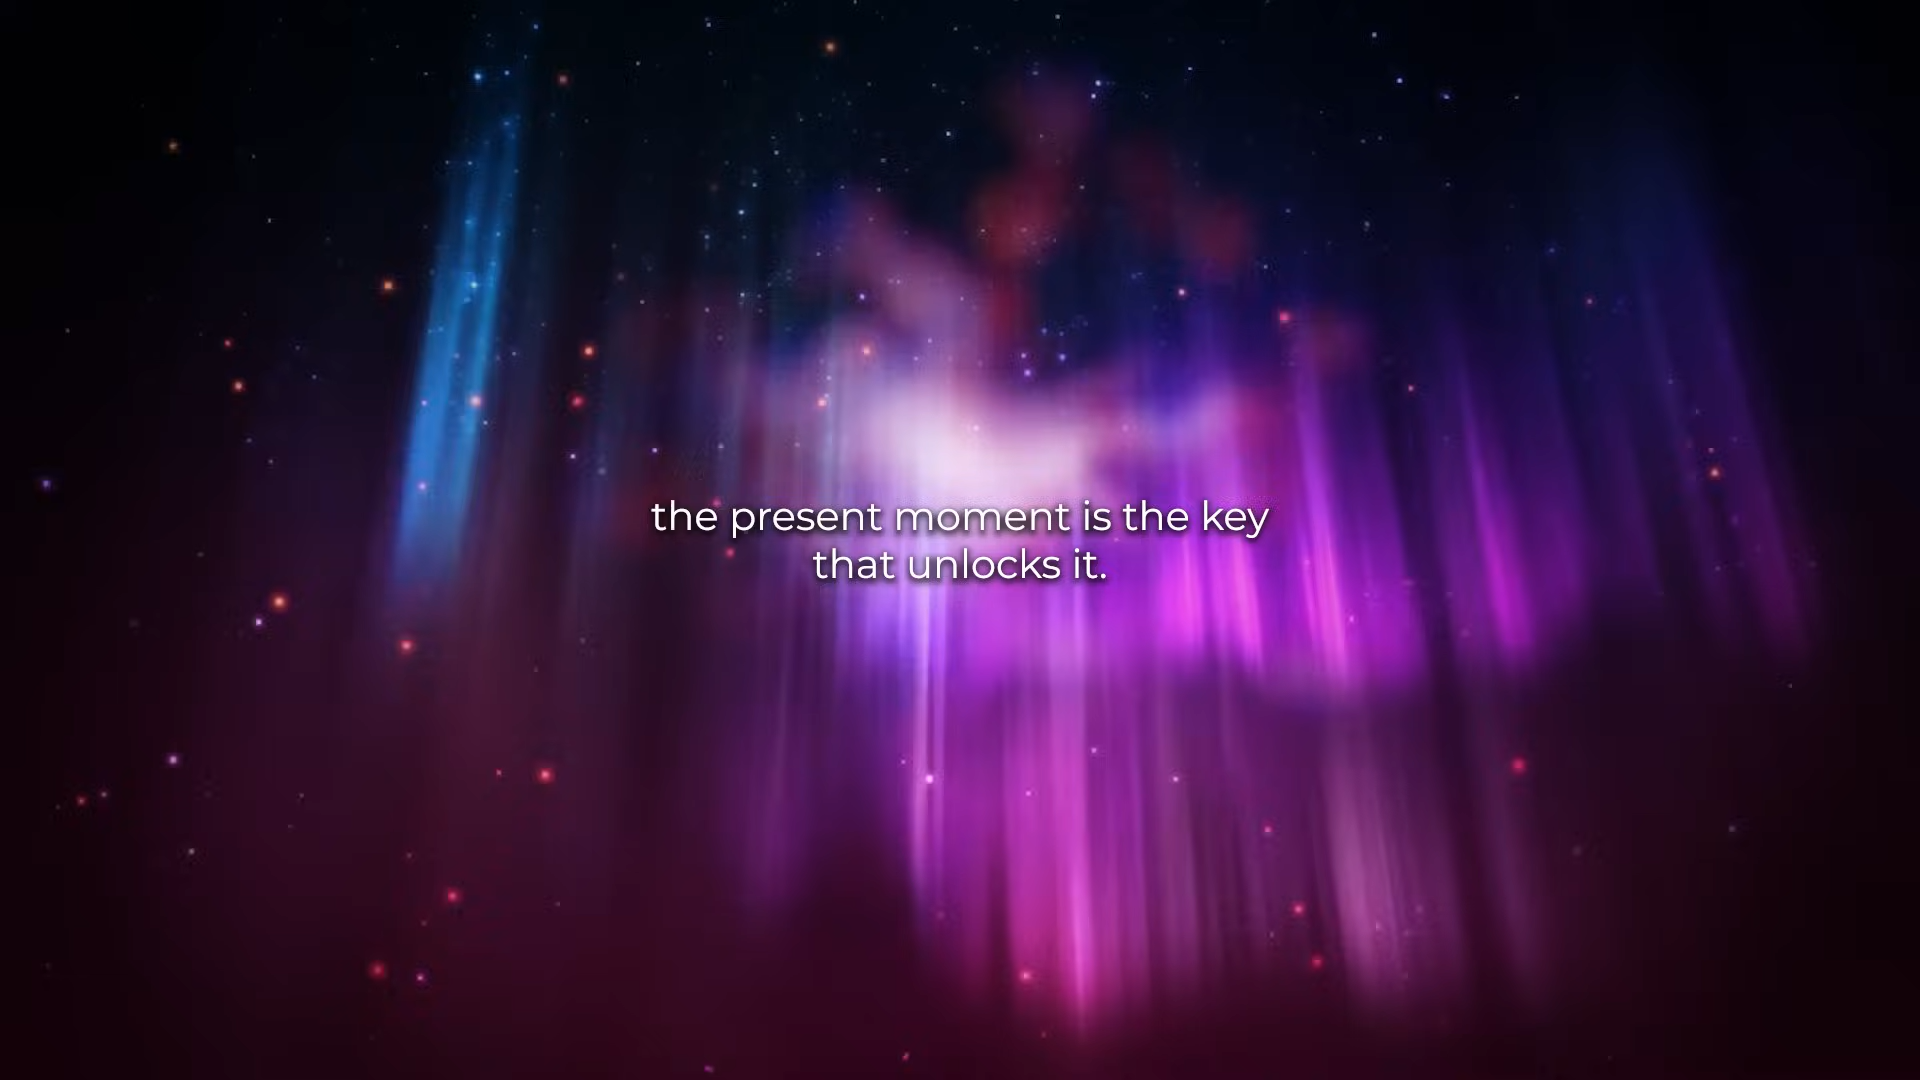 the present moment is the key
that unlocks it.